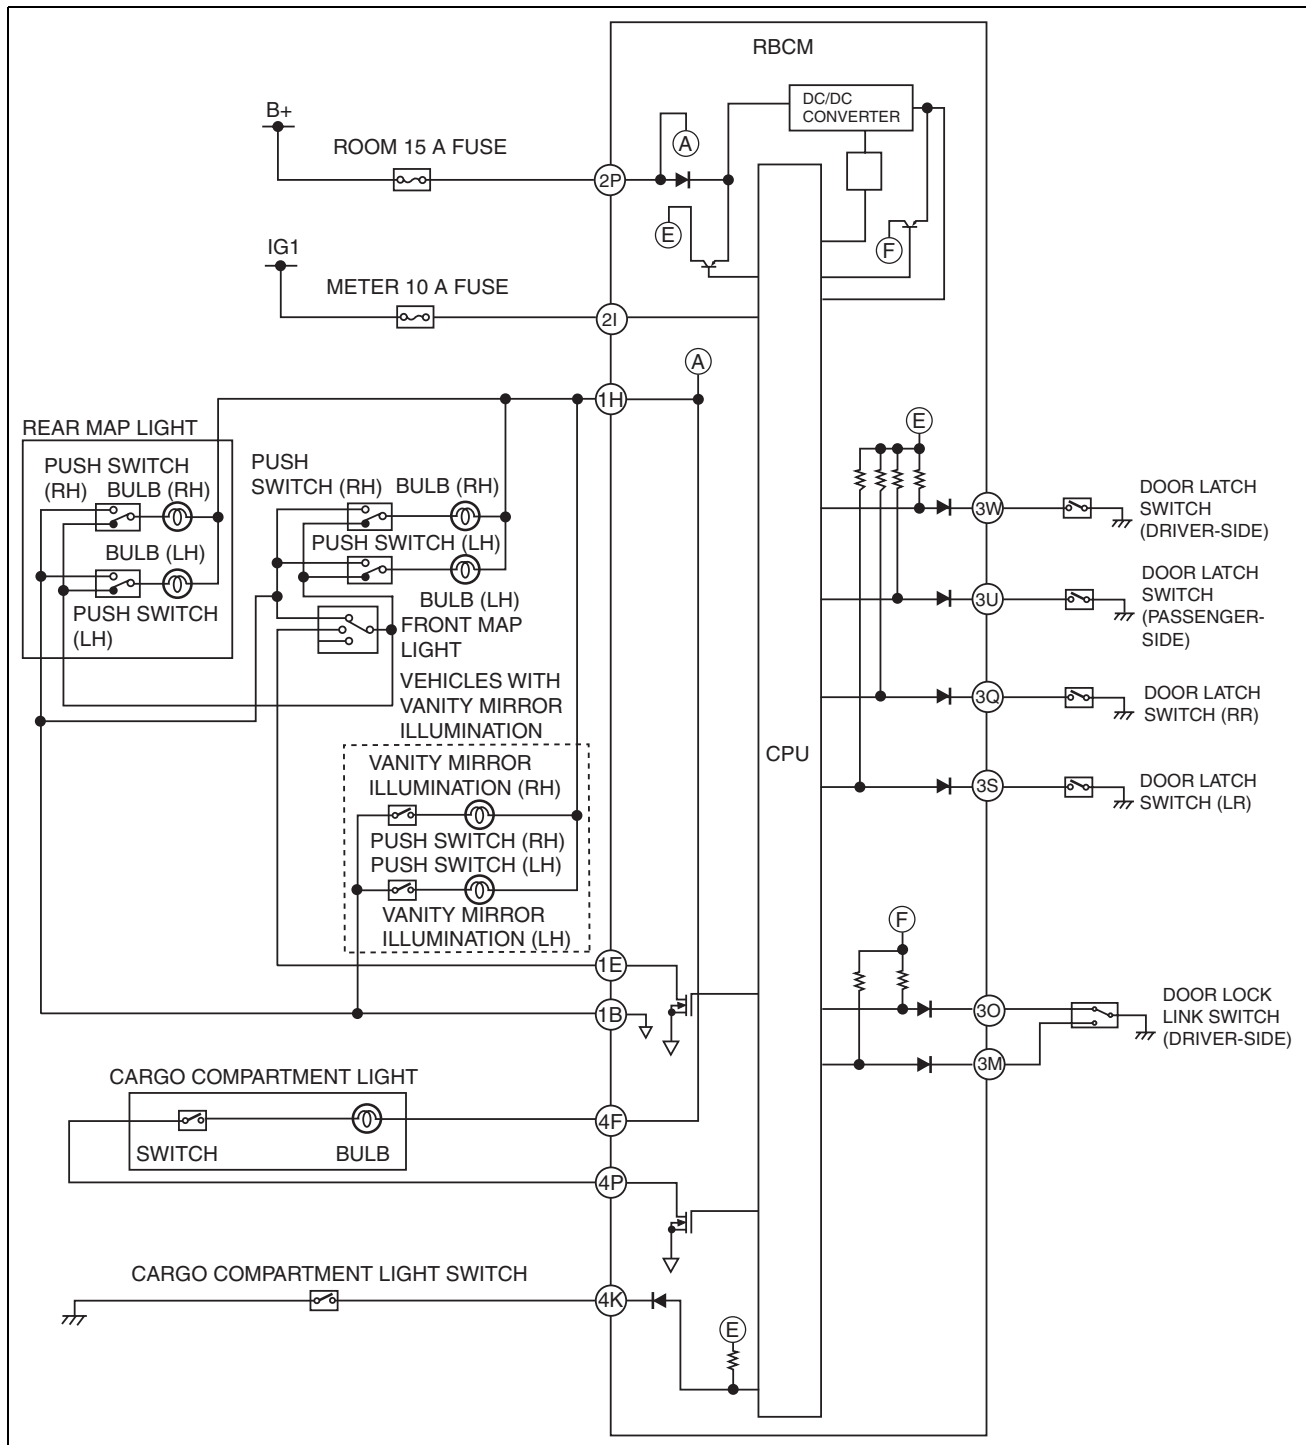 RBCM
DC/DC
CONVERTER
B+
ROOM 15 A FUSE
A
2P
E
F
IG1
METER 10 A FUSE
2I
A
1H
REAR MAP LIGHT
PUSH SWITCH
(RH)
BULB (RH)
BULB (LH)
PUSH SWITCH
(LH)
PUSH
SWITCH (RH)
BULB (RH)
PUSH SWITCH (LH)
BULB (LH)
FRONT MAP
LIGHT
VEHICLES WITH
VANITY MIRROR
ILLUMINATION
VANITY MIRROR
ILLUMINATION (RH)
PUSH SWITCH (RH)
PUSH SWITCH (LH)
VANITY MIRROR
ILLUMINATION (LH)
1E
1B
CPU
E
3W
DOOR LATCH
SWITCH
(DRIVER-SIDE)
3U
DOOR LATCH
SWITCH
(PASSENGER-
SIDE)
3Q
DOOR LATCH
SWITCH (RR)
3S
DOOR LATCH
SWITCH (LR)
F
3O
3M
DOOR LOCK
LINK SWITCH
(DRIVER-SIDE)
CARGO COMPARTMENT LIGHT
SWITCH
BULB
4F
4P
CARGO COMPARTMENT LIGHT SWITCH
4K
E